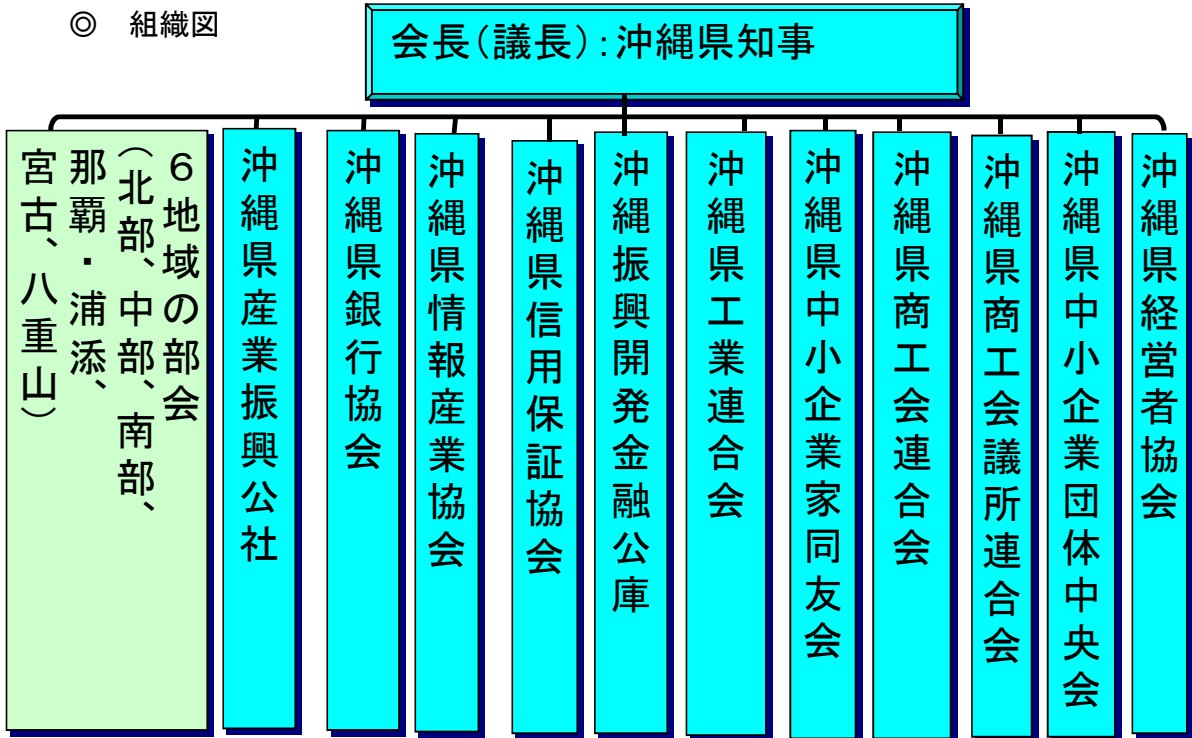 ◎　組織図
会長(議長):沖縄県知事
沖縄県経営者協会
沖縄県中小企業団体中央会
沖縄県商工会議所連合会
沖縄県商工会連合会
沖縄県中小企業家同友会
沖縄県工業連合会
沖縄振興開発金融公庫
沖縄県信用保証協会
沖縄県情報産業協会
沖縄県銀行協会
沖縄県産業振興公社
6地域の部会
(北部、中部、南部、
那覇・浦添、
宮古、八重山)